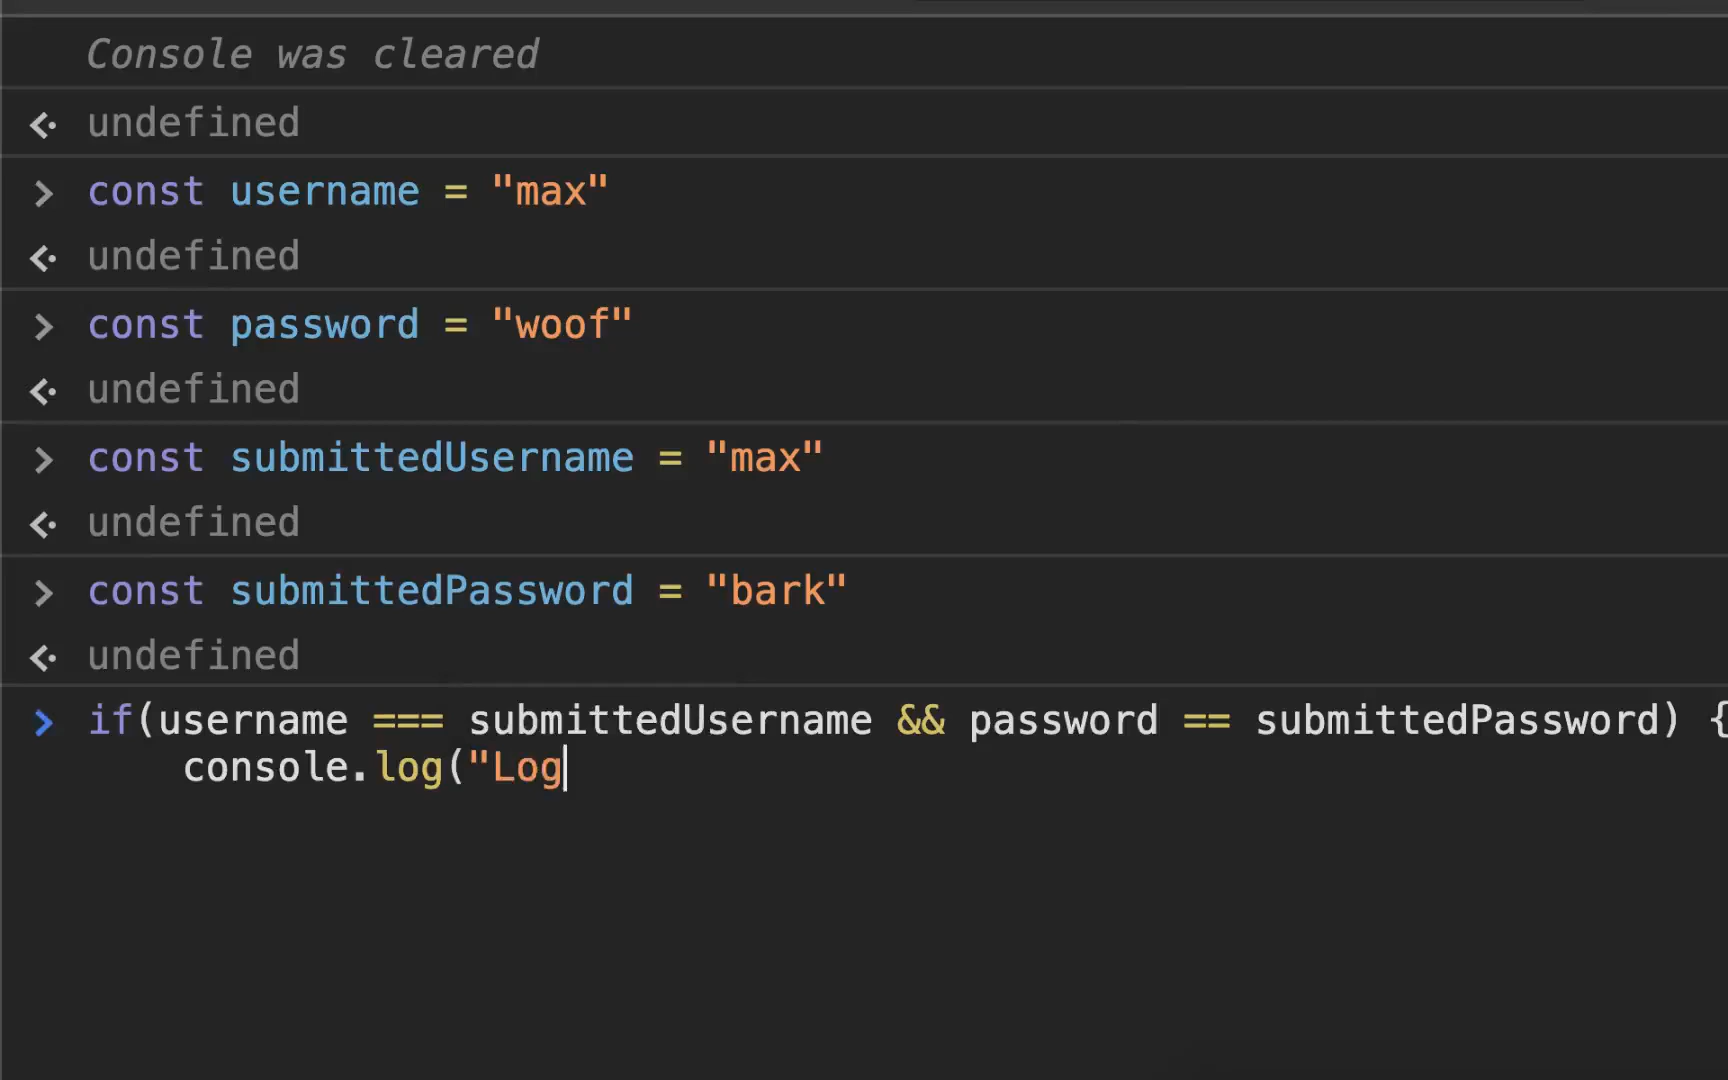 Console was cleared
undefined
const username = "max"
undefined
const password = "woof"
undefined
const submittedUsername = "max"
undefined
const submittedPassword = "bark"
undefined
if(username === submittedUsername && password == submittedPassword) {
console.log("Log